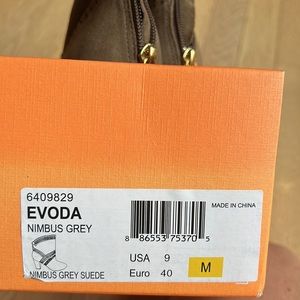 6409829
EVODA
NIMBUS GREY
MADE IN CHINA
8 86553 75370 5
USA 9
Euro 40
M
NIMBUS GREY SUEDE